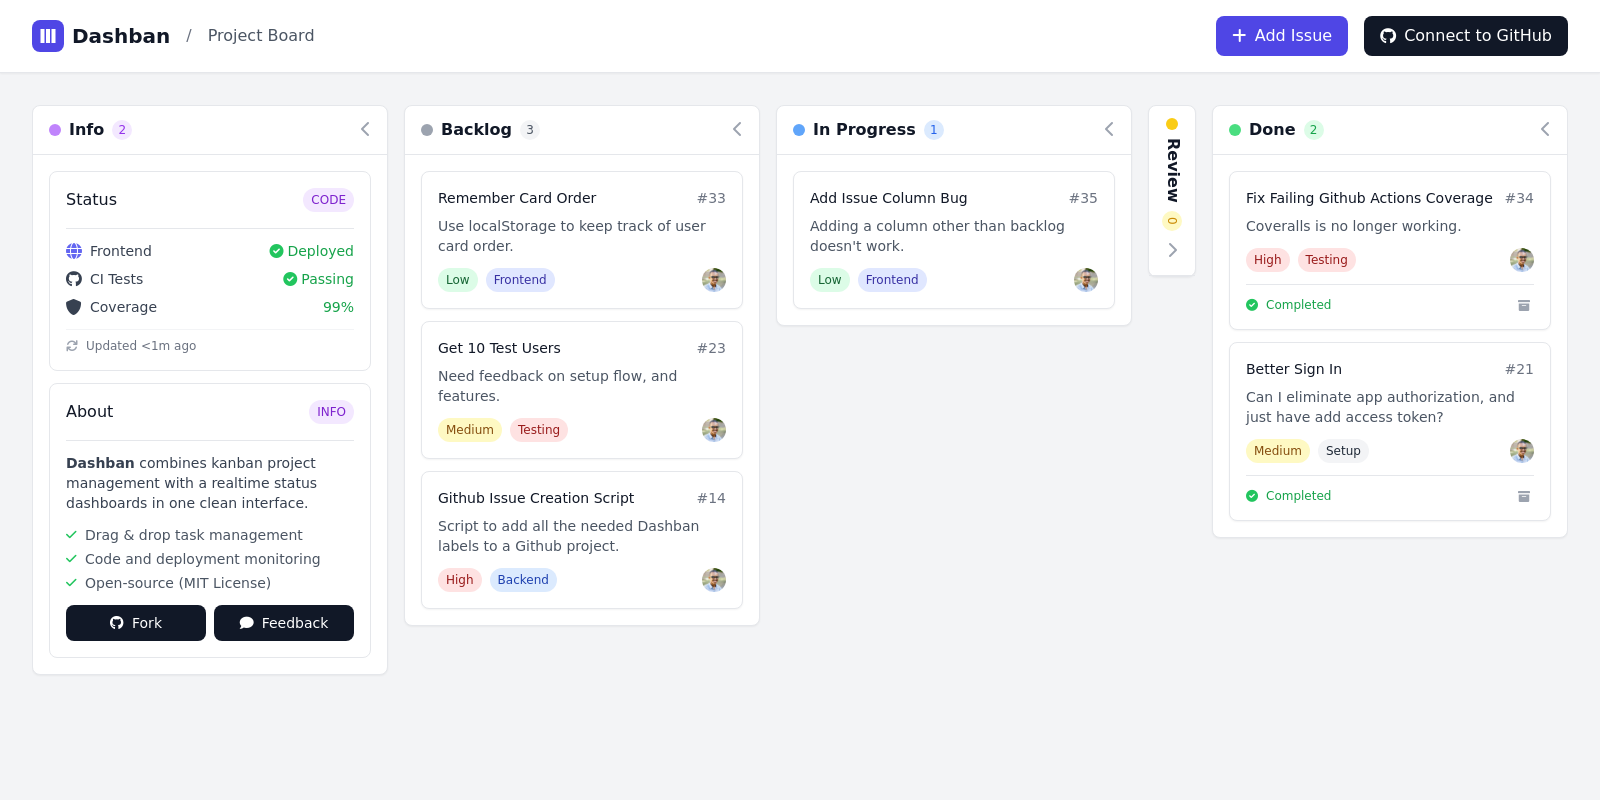 Dashban / Project Board
Add Issue
Connect to GitHub
Info 2
Status CODE
Frontend Deployed
CI Tests Passing
Coverage 99%
Updated <1m ago
About INFO
Dashban combines kanban project
management with a realtime status
dashboards in one clean interface.
Drag & drop task management
Code and deployment monitoring
Open-source (MIT License)
Fork
Feedback
Backlog 3
Remember Card Order #33
Use localStorage to keep track of user
card order.
Low Frontend
Get 10 Test Users #23
Need feedback on setup flow, and
features.
Medium Testing
Github Issue Creation Script #14
Script to add all the needed Dashban
labels to a Github project.
High Backend
In Progress 1
Add Issue Column Bug #35
Adding a column other than backlog
doesn't work.
Low Frontend
Review 0
Done 2
Fix Failing Github Actions Coverage #34
Coveralls is no longer working.
High Testing
Completed
Better Sign In #21
Can I eliminate app authorization, and
just have add access token?
Medium Setup
Completed